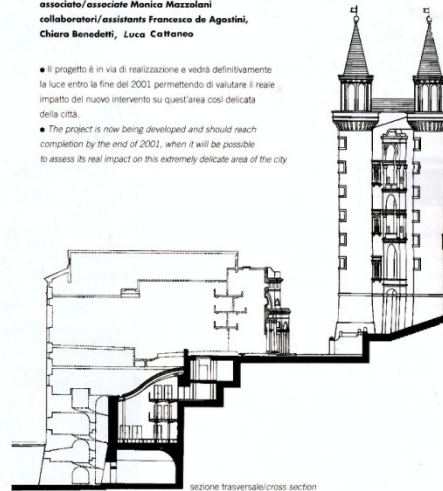 associato/associate Monica Mazzolani
collaboratori/assistants Francesco de Agostini,
Chiara Benedetti, Luca Cattaneo
● Il progetto è in via di realizzazione e vedrà definitivamente
la luce entro la fine del 2001 permettendo di valutare il reale
impatto del nuovo intervento su quest'area così delicata
della città.
● The project is now being developed and should reach
completion by the end of 2001, when it will be possible
to assess its real impact on this extremely delicate area of the city
sezione trasversale/cross section